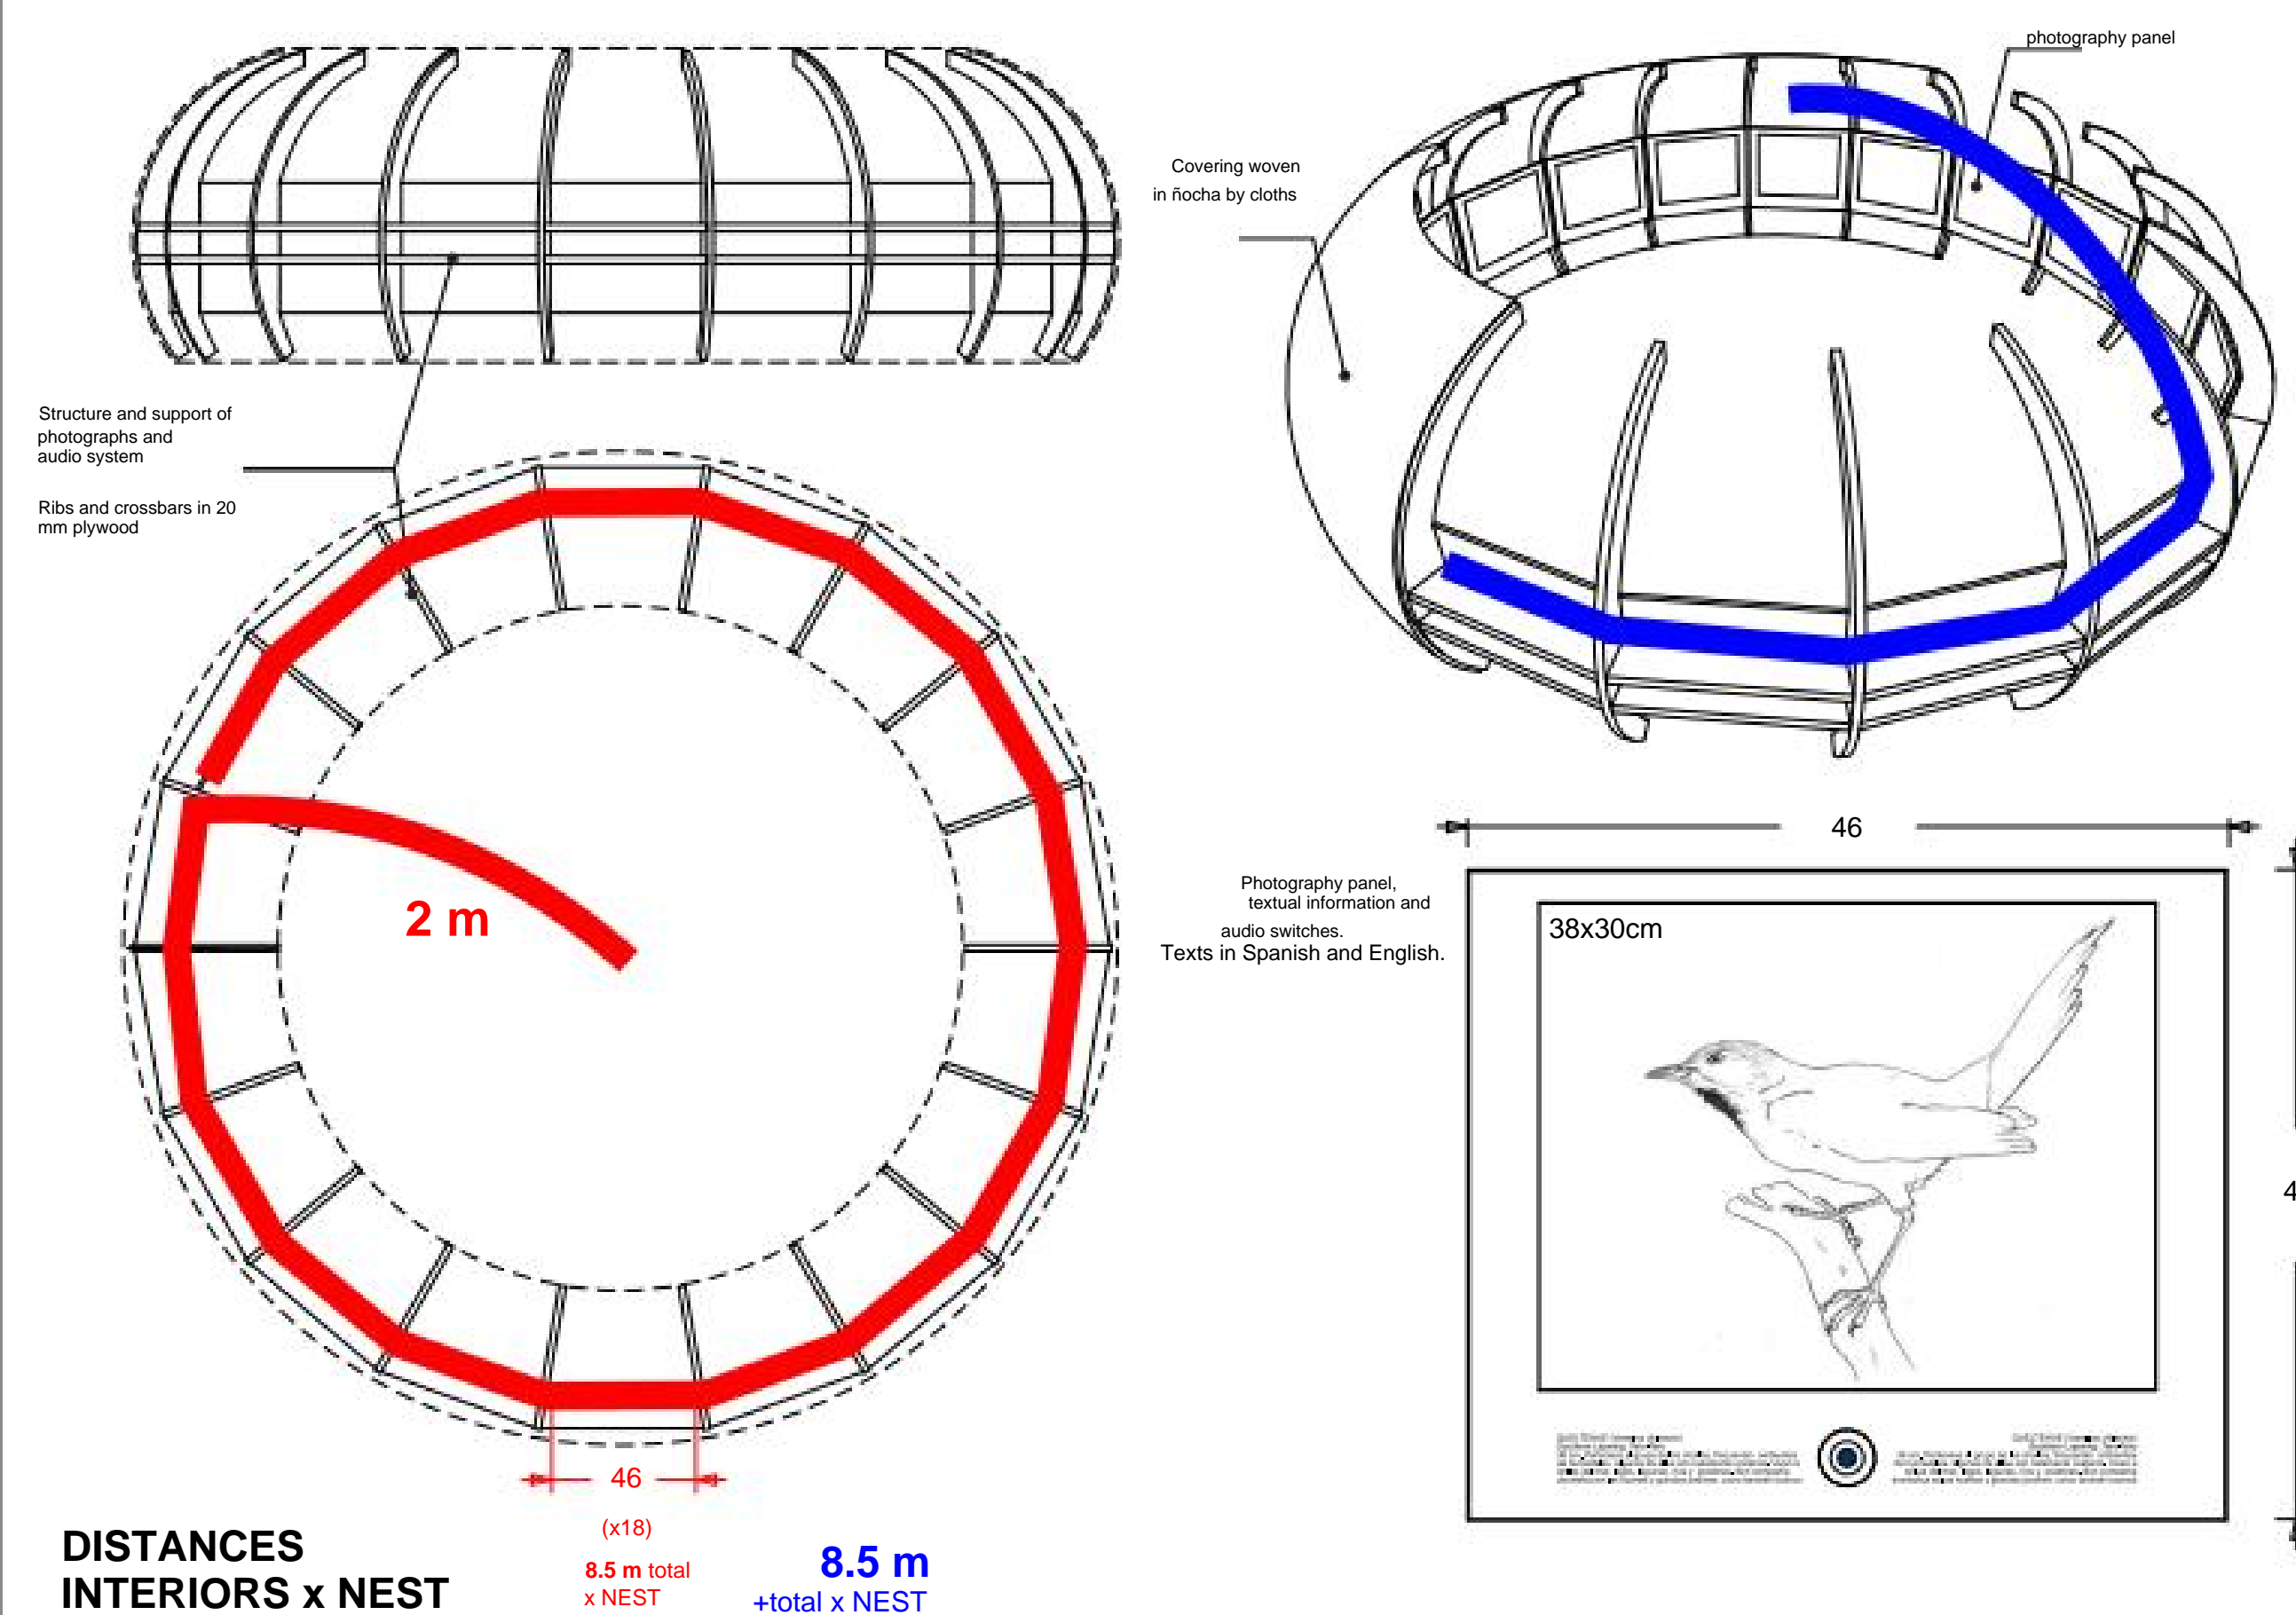 photography panel
Covering woven
in ñocha by cloths
Structure and support of
photographs and
audio system
Ribs and crossbars in 20
mm plywood
2 m
46
Photography panel,
textual information and
audio switches.
Texts in Spanish and English.
38x30cm
4
46
(x18)
8.5 m total
x NEST
8.5 m
+total x NEST
DISTANCES
INTERIORS x NEST